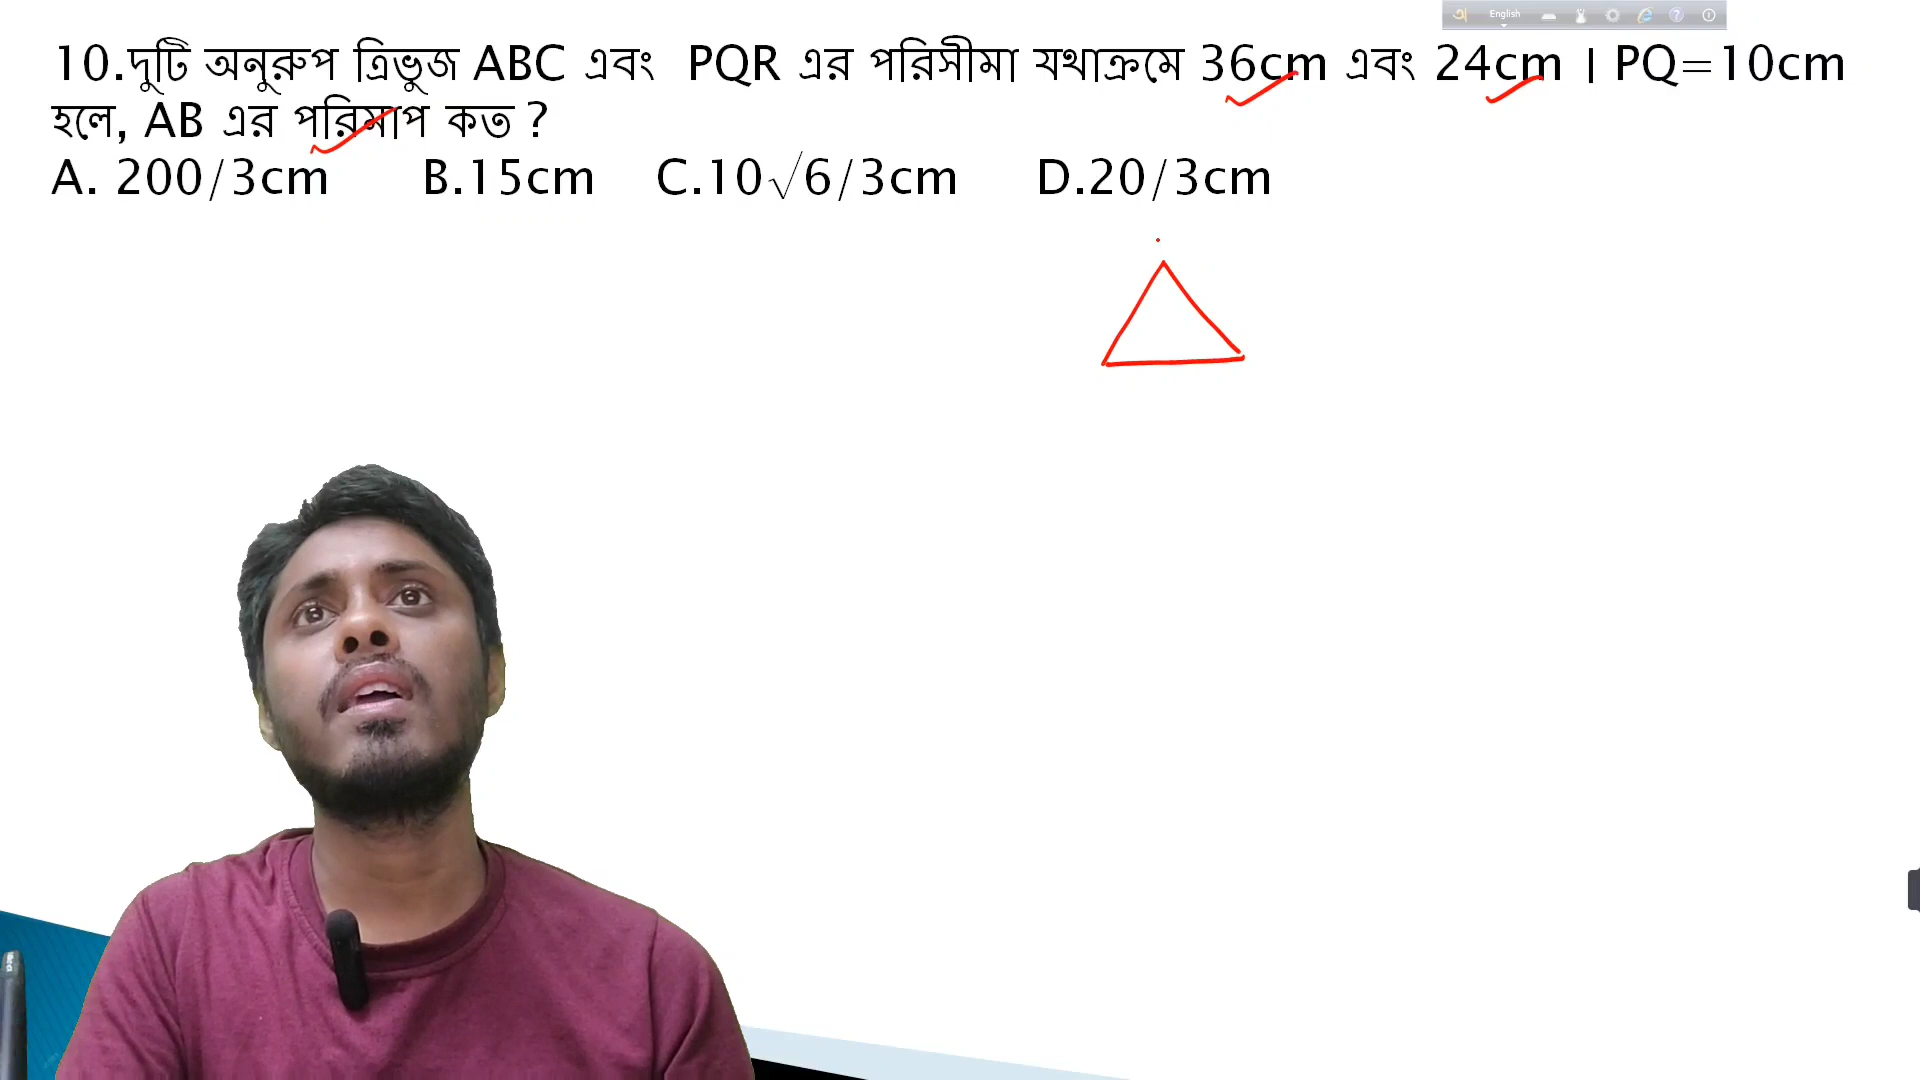 English
10.দুটি অনুরুপ ত্রিভুজ ABC এবং PQR এর পরিসীমা যথাক্রমে 36cm এবং 24cm । PQ=10cm
হলে, AB এর পরিমাপ কত ?
A. 200/3cm B.15cm C.10√6/3cm D.20/3cm